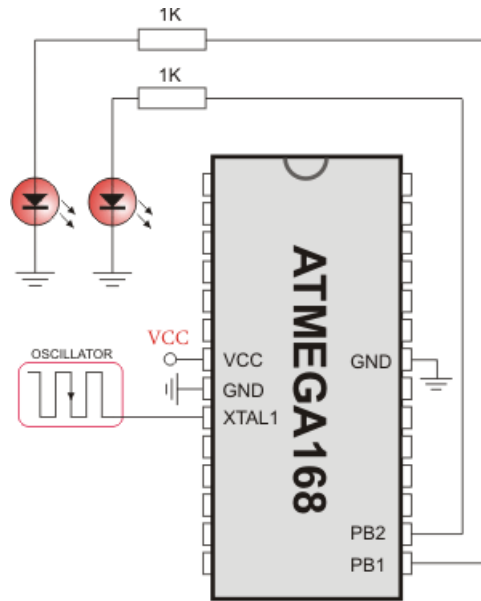 1K
1K
VCC
OSCILLATOR
VCC
GND
GND
XTAL1
ATMEGA168
PB2
PB1